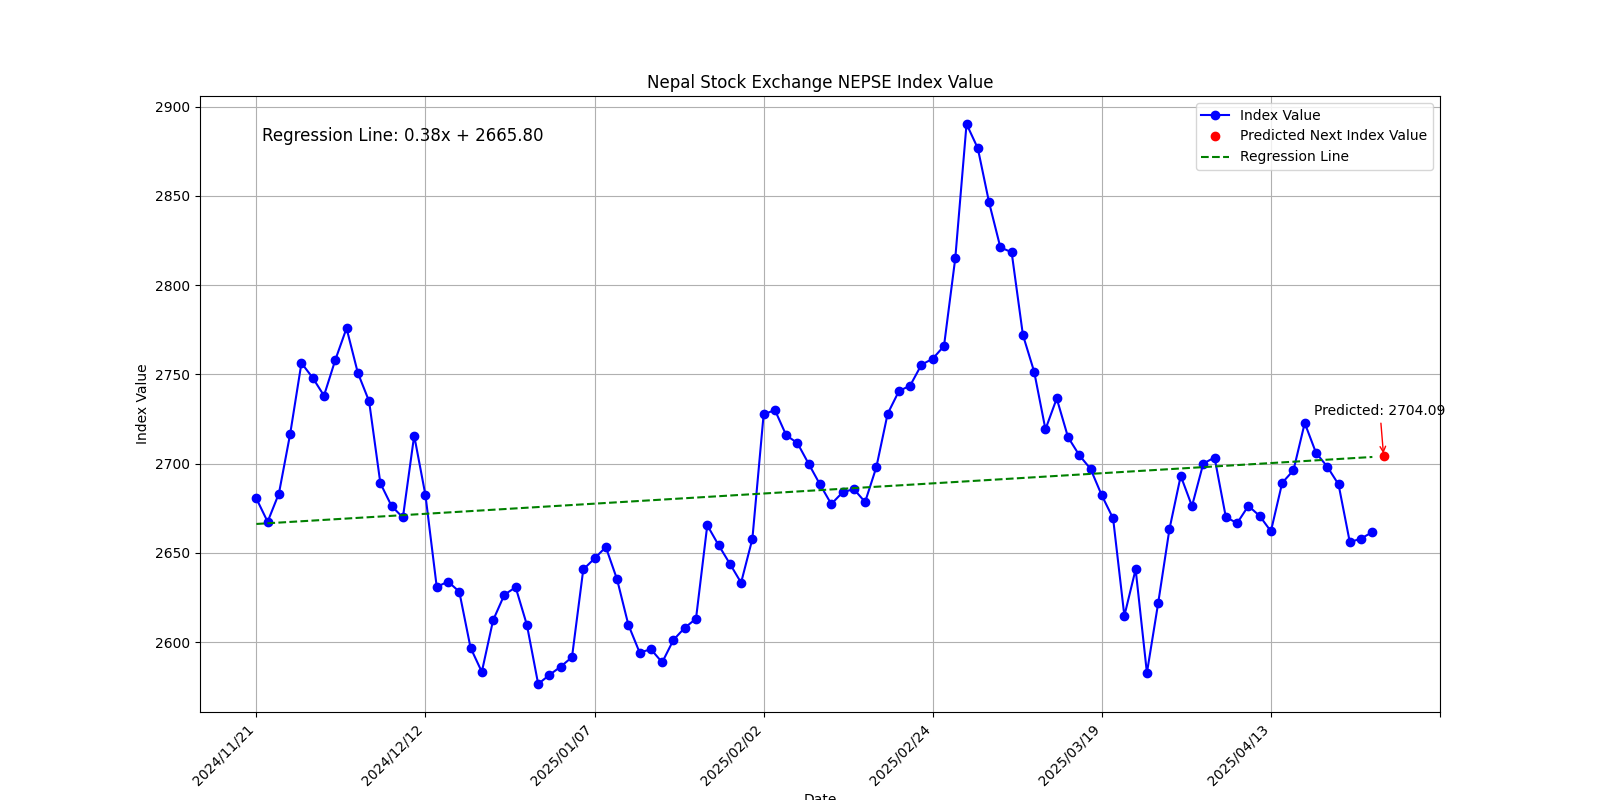 Nepal Stock Exchange NEPSE Index Value
2900
2850
2800
2750
2700
2650
2600
Index Value
Regression Line: 0.38x + 2665.80
Index Value
Predicted Next Index Value
Regression Line
Predicted: 2704.09
2024/11/21
2024/12/12
2025/01/07
2025/02/02
2025/02/24
2025/03/19
2025/04/13
Date